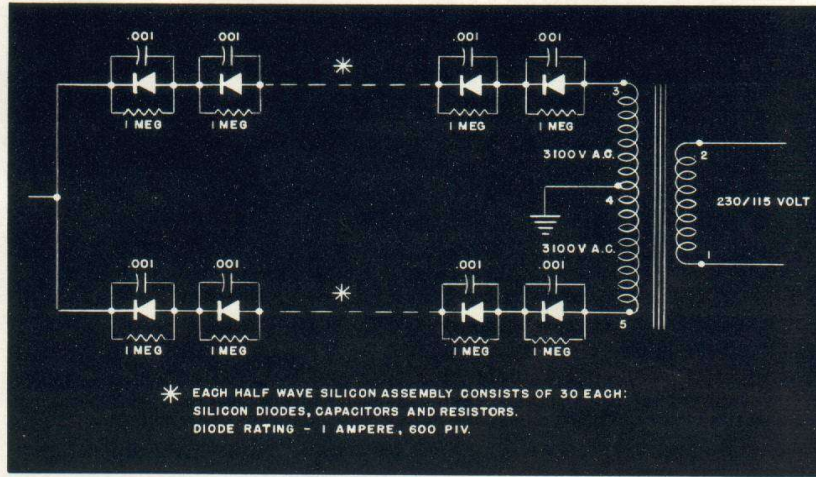 .001 .001 .001 .001
1 MEG 1 MEG 1 MEG 1 MEG
3
3100 V A.C.
2
4
230/115 VOLT
3100 V A.C.
1
.001 .001 .001 .001
5
1 MEG 1 MEG 1 MEG 1 MEG
* EACH HALF WAVE SILICON ASSEMBLY CONSISTS OF 30 EACH:
SILICON DIODES, CAPACITORS AND RESISTORS.
DIODE RATING - 1 AMPERE, 600 PIV.